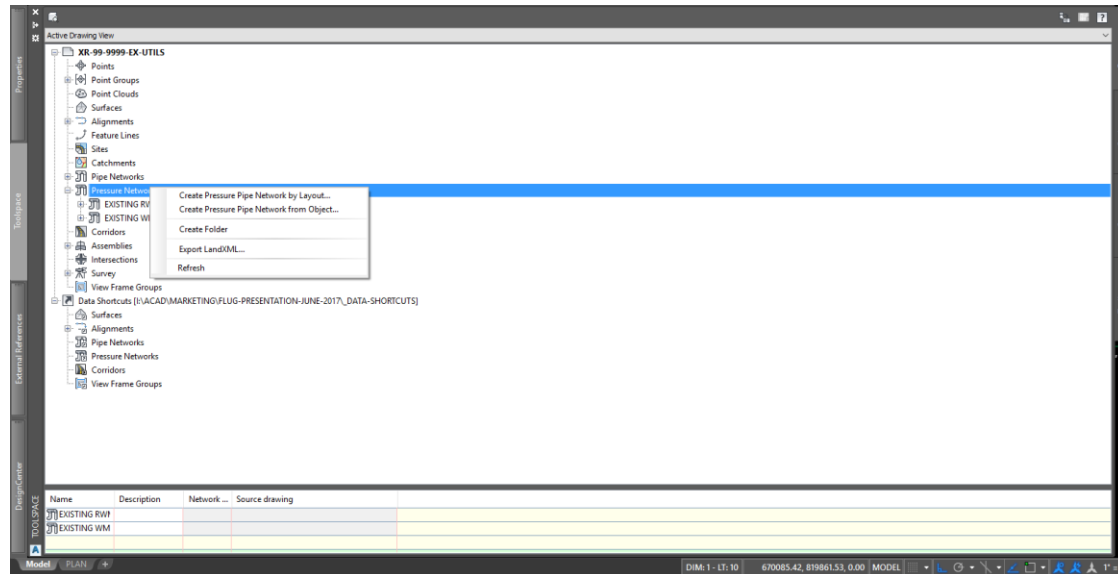 Active Drawing View
XR-99-9999-EX-UTILS
Points
Point Groups
Point Clouds
Surfaces
Alignments
Feature Lines
Sites
Catchments
Pipe Networks
Pressure Networ
EXISTING RW
EXISTING WM
Corridors
Assemblies
Intersections
Survey
View Frame Groups
Create Pressure Pipe Network by Layout...
Create Pressure Pipe Network from Object...
Create Folder
Export LandXML...
Refresh
Data Shortcuts [I:\ACAD\MARKETING\FLUG-PRESENTATION-JUNE-2017\_DATA-SHORTCUTS]
Surfaces
Alignments
Pipe Networks
Pressure Networks
Corridors
View Frame Groups
Properties
Toolspace
External References
DesignCenter
TOOLSPACE
Name Description Network ... Source drawing
EXISTING RWM
EXISTING WM
Model PLAN +
DIM: 1 - LT: 10 670085.42, 819861.53, 0.00 MODEL